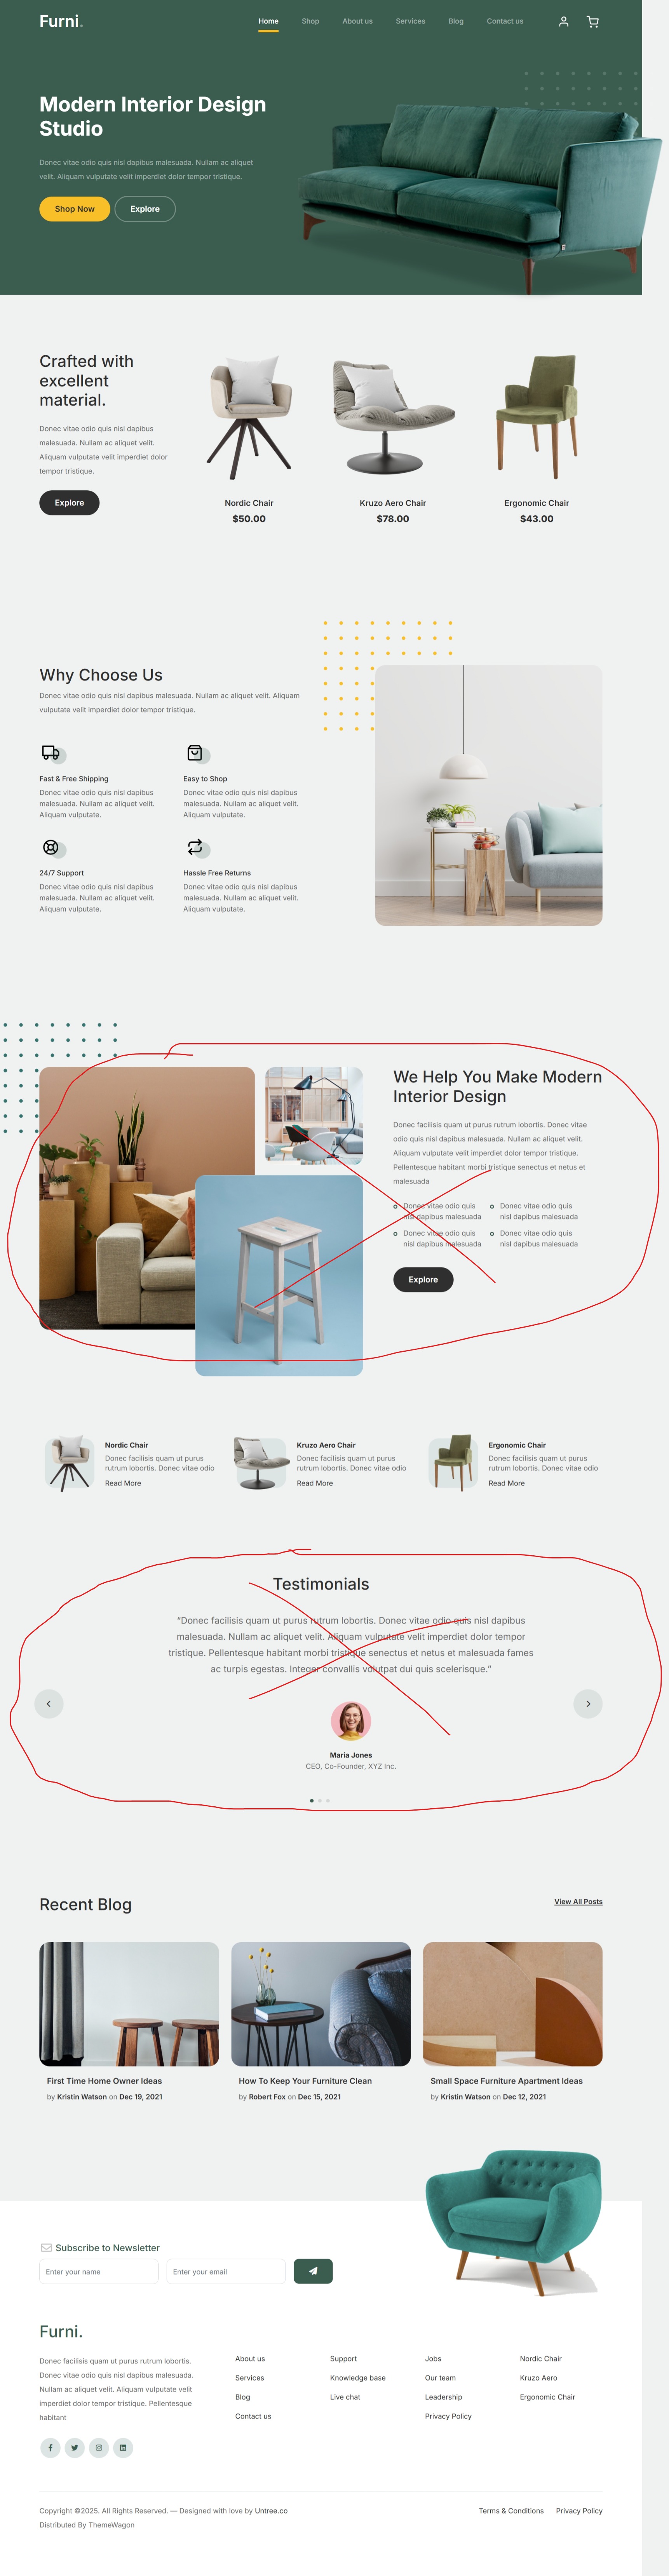 Furni.
Home Shop About us Services Blog Contact us
Modern Interior Design
Studio
Donec vitae odio quis nisl dapibus malesuada. Nullam ac aliquet
velit. Aliquam vulputate velit imperdiet dolor tempor tristique.
Shop Now Explore
Crafted with
excellent
material.
Donec vitae odio quis nisl dapibus
malesuada. Nullam ac aliquet velit.
Aliquam vulputate velit imperdiet dolor
tempor tristique.
Explore
Nordic Chair
$50.00
Kruzo Aero Chair
$78.00
Ergonomic Chair
$43.00
Why Choose Us
Donec vitae odio quis nisl dapibus malesuada. Nullam ac aliquet velit. Aliquam
vulputate velit imperdiet dolor tempor tristique.
Fast & Free Shipping
Donec vitae odio quis nisl dapibus
malesuada. Nullam ac aliquet velit.
Aliquam vulputate.
Easy to Shop
Donec vitae odio quis nisl dapibus
malesuada. Nullam ac aliquet velit.
Aliquam vulputate.
24/7 Support
Donec vitae odio quis nisl dapibus
malesuada. Nullam ac aliquet velit.
Aliquam vulputate.
Hassle Free Returns
Donec vitae odio quis nisl dapibus
malesuada. Nullam ac aliquet velit.
Aliquam vulputate.
We Help You Make Modern
Interior Design
Donec facilisis quam ut purus rutrum lobortis. Donec vitae
odio quis nisl dapibus malesuada. Nullam ac aliquet velit.
Aliquam vulputate velit imperdiet dolor tempor tristique.
Pellentesque habitant morbi tristique senectus et netus et
malesuada
Donec vitae odio quis
nisl dapibus malesuada
Donec vitae odio quis
nisl dapibus malesuada
Donec vitae odio quis
nisl dapibus malesuada
Donec vitae odio quis
nisl dapibus malesuada
Explore
Nordic Chair
Donec facilisis quam ut purus
rutrum lobortis. Donec vitae odio
Read More
Kruzo Aero Chair
Donec facilisis quam ut purus
rutrum lobortis. Donec vitae odio
Read More
Ergonomic Chair
Donec facilisis quam ut purus
rutrum lobortis. Donec vitae odio
Read More
Testimonials
“Donec facilisis quam ut purus rutrum lobortis. Donec vitae odio quis nisl dapibus
malesuada. Nullam ac aliquet velit. Aliquam vulputate velit imperdiet dolor tempor
tristique. Pellentesque habitant morbi tristique senectus et netus et malesuada fames
ac turpis egestas. Integer convallis volutpat dui quis scelerisque.”
Maria Jones
CEO, Co-Founder, XYZ Inc.
Recent Blog
View All Posts
First Time Home Owner Ideas
by Kristin Watson on Dec 19, 2021
How To Keep Your Furniture Clean
by Robert Fox on Dec 15, 2021
Small Space Furniture Apartment Ideas
by Kristin Watson on Dec 12, 2021
Subscribe to Newsletter
Enter your name Enter your email
Furni.
Donec facilisis quam ut purus rutrum lobortis.
Donec vitae odio quis nisl dapibus malesuada.
Nullam ac aliquet velit. Aliquam vulputate velit
imperdiet dolor tempor tristique. Pellentesque
habitant
About us
Services
Blog
Contact us
Support
Knowledge base
Live chat
Jobs
Our team
Leadership
Privacy Policy
Nordic Chair
Kruzo Aero
Ergonomic Chair
Copyright ©2025. All Rights Reserved. — Designed with love by Untree.co
Distributed By ThemeWagon
Terms & Conditions Privacy Policy